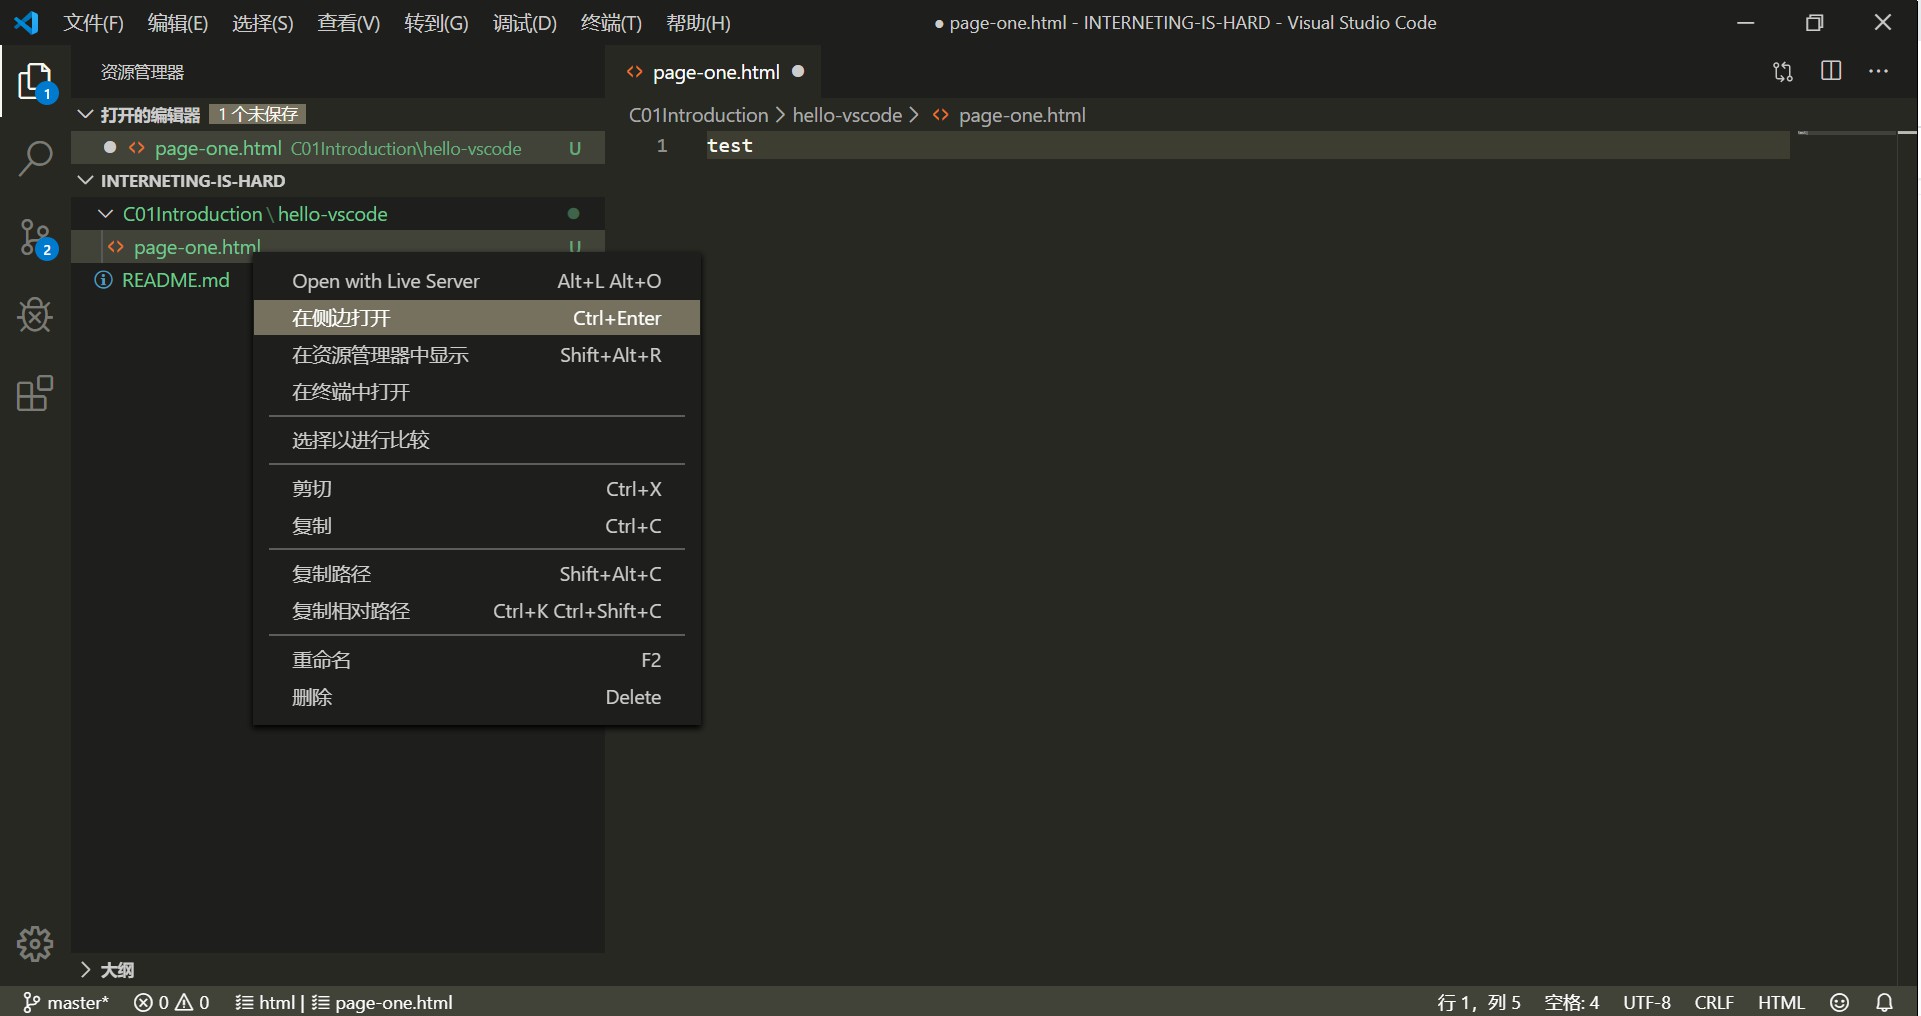 文件(F) 编辑(E) 选择(S) 查看(V) 转到(G) 调试(D) 终端(T) 帮助(H) ● page-one.html - INTERNETING-IS-HARD - Visual Studio Code
资源管理器
1
打开的编辑器 1 个未保存
page-one.html C01Introduction\hello-vscode U
INTERNETING-IS-HARD
C01Introduction \ hello-vscode
page-one.html U
README.md
2
page-one.html
C01Introduction > hello-vscode > page-one.html
1 test
Open with Live Server Alt+L Alt+O
在侧边打开 Ctrl+Enter
在资源管理器中显示 Shift+Alt+R
在终端中打开
选择以进行比较
剪切 Ctrl+X
复制 Ctrl+C
复制路径 Shift+Alt+C
复制相对路径 Ctrl+K Ctrl+Shift+C
重命名 F2
删除 Delete
大纲
master* 0 0 html | page-one.html 行 1，列 5 空格: 4 UTF-8 CRLF HTML